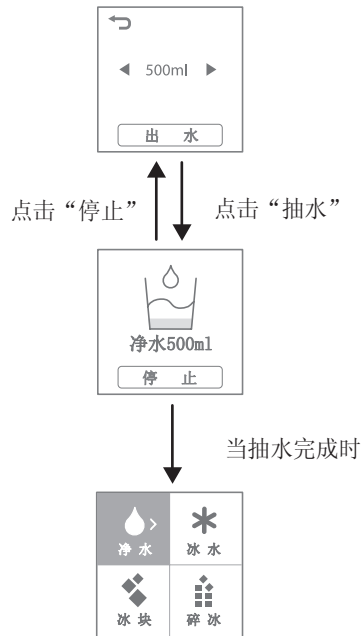 500ml
出 水
点击“停止”
点击“抽水”
净水500ml
停 止
当抽水完成时
净 水
冰 水
冰 块
碎 冰